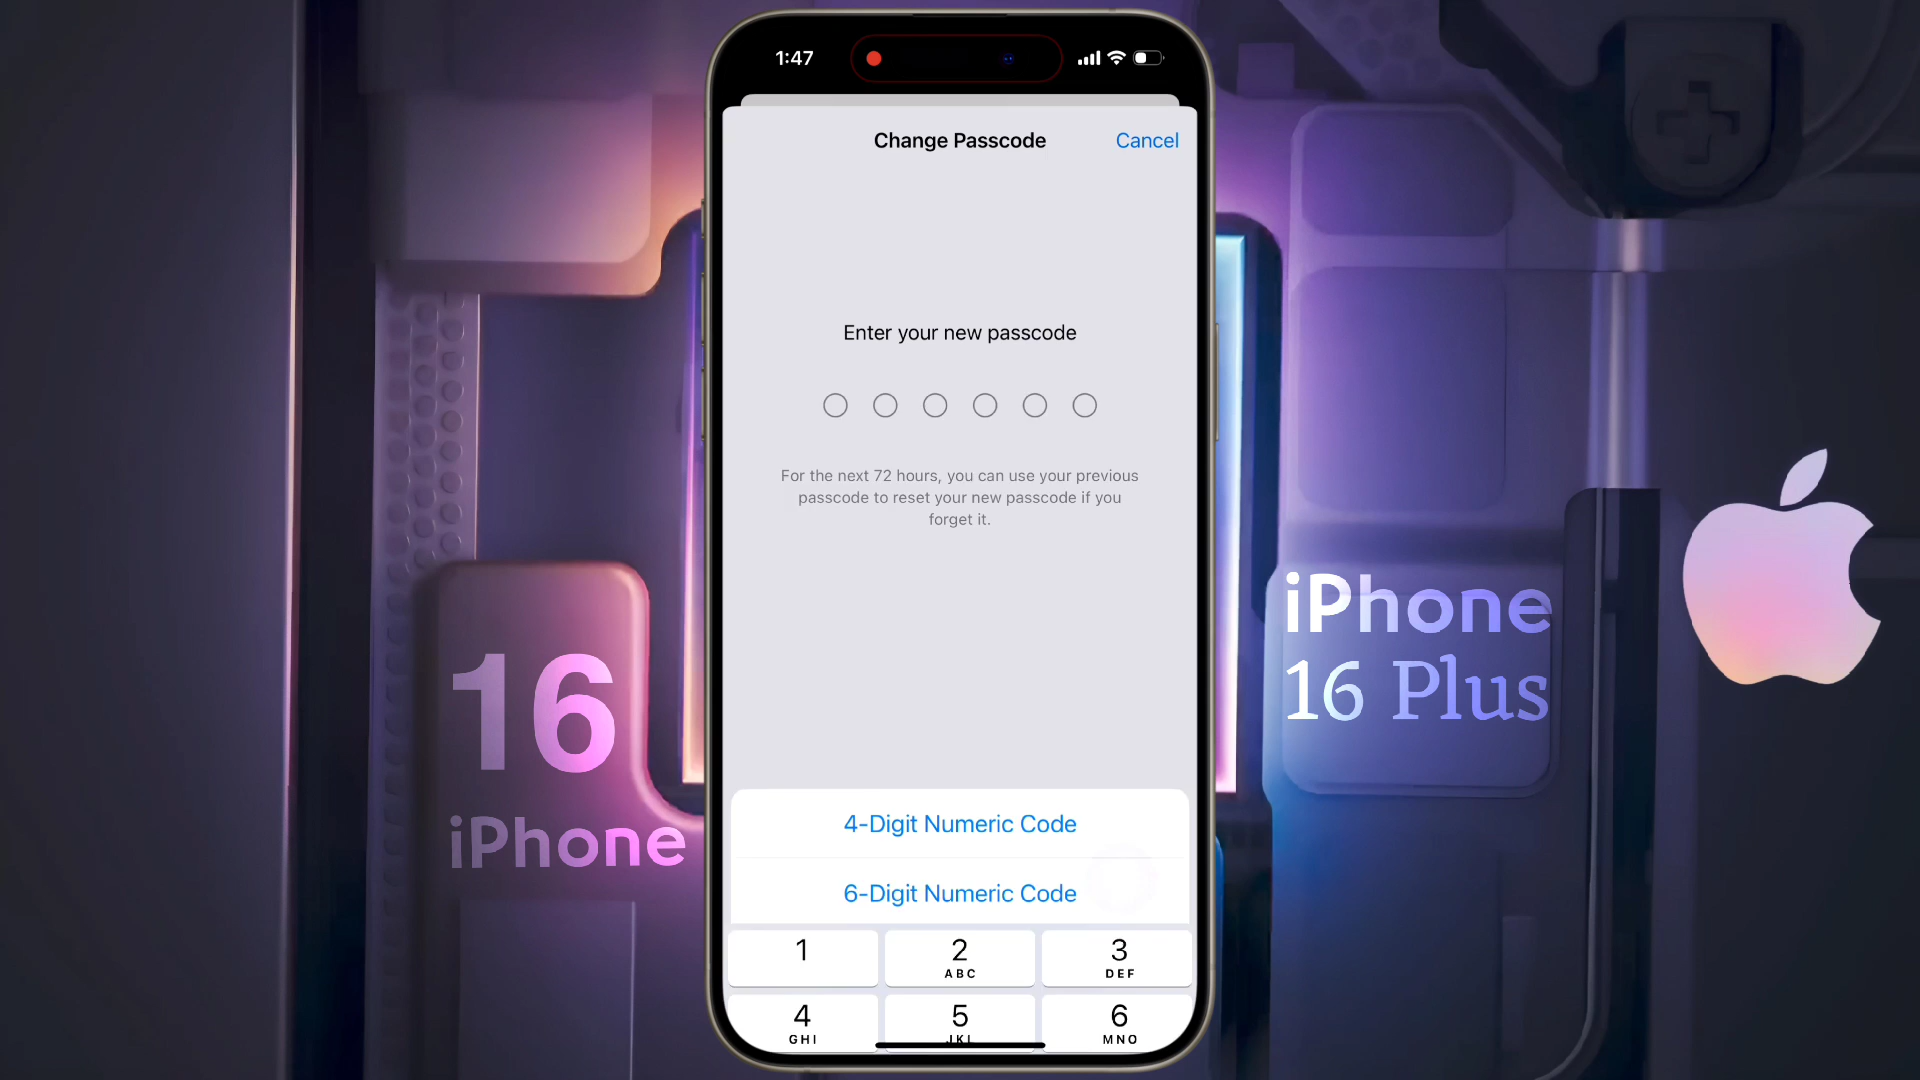 1:47
Change Passcode
Cancel
Enter your new passcode
For the next 72 hours, you can use your previous
passcode to reset your new passcode if you
forget it.
4-Digit Numeric Code
6-Digit Numeric Code
1
2
ABC
3
DEF
4
GHI
5
JKL
6
MNO
16
iPhone
iPhone
16 Plus